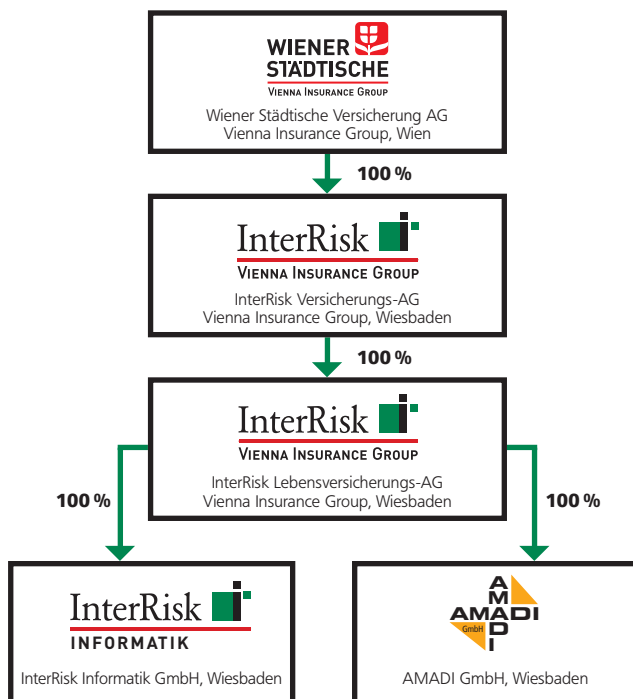 WIENER
STÄDTISCHE
VIENNA INSURANCE GROUP
Wiener Städtische Versicherung AG
Vienna Insurance Group, Wien
100 %
InterRisk
VIENNA INSURANCE GROUP
InterRisk Versicherungs-AG
Vienna Insurance Group, Wiesbaden
100 %
InterRisk
VIENNA INSURANCE GROUP
InterRisk Lebensversicherungs-AG
Vienna Insurance Group, Wiesbaden
100 %
100 %
InterRisk
INFORMATIK
InterRisk Informatik GmbH, Wiesbaden
AMADI
AMADI
GmbH
AMADI GmbH, Wiesbaden